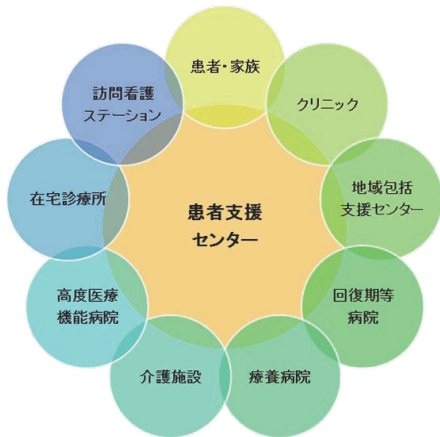 患者・家族
クリニック
地域包括
支援センター
回復期等
病院
療養病院
介護施設
高度医療
機能病院
在宅診療所
訪問看護
ステーション
患者支援
センター